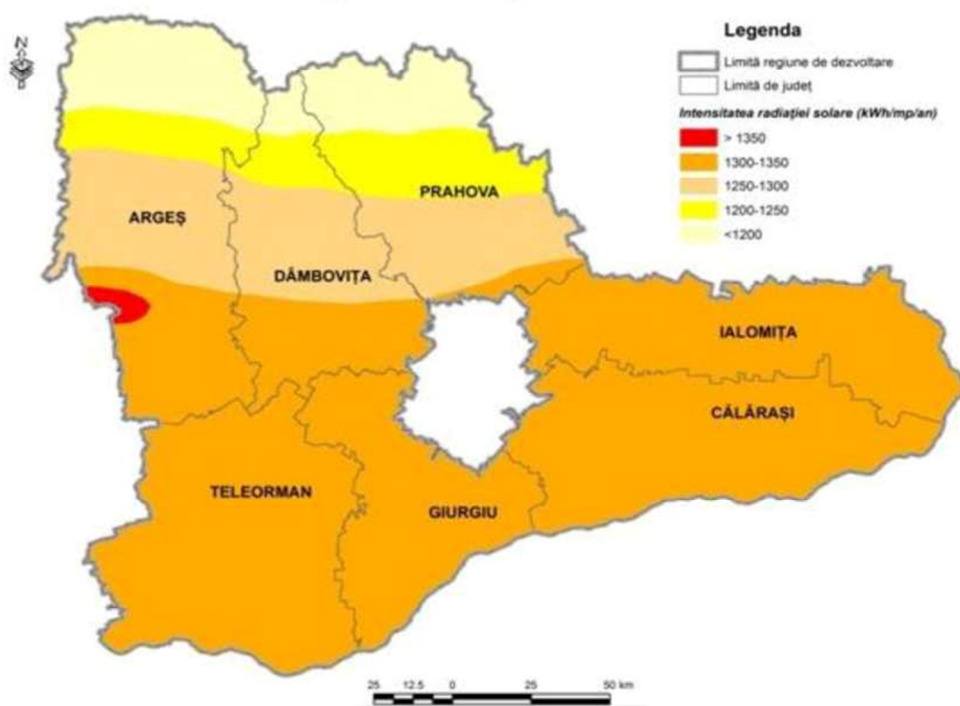 N
Legenda
Limită regiune de dezvoltare
Limită de județ
Intensitatea radiației solare (kWh/mp/an)
> 1350
1300-1350
1250-1300
1200-1250
<1200
PRAHOVA
ARGEȘ
DÂMBOVIȚA
IALOMIȚA
CĂLĂRAȘI
TELEORMAN
GIURGIU
25 12.5 0 25 50 km